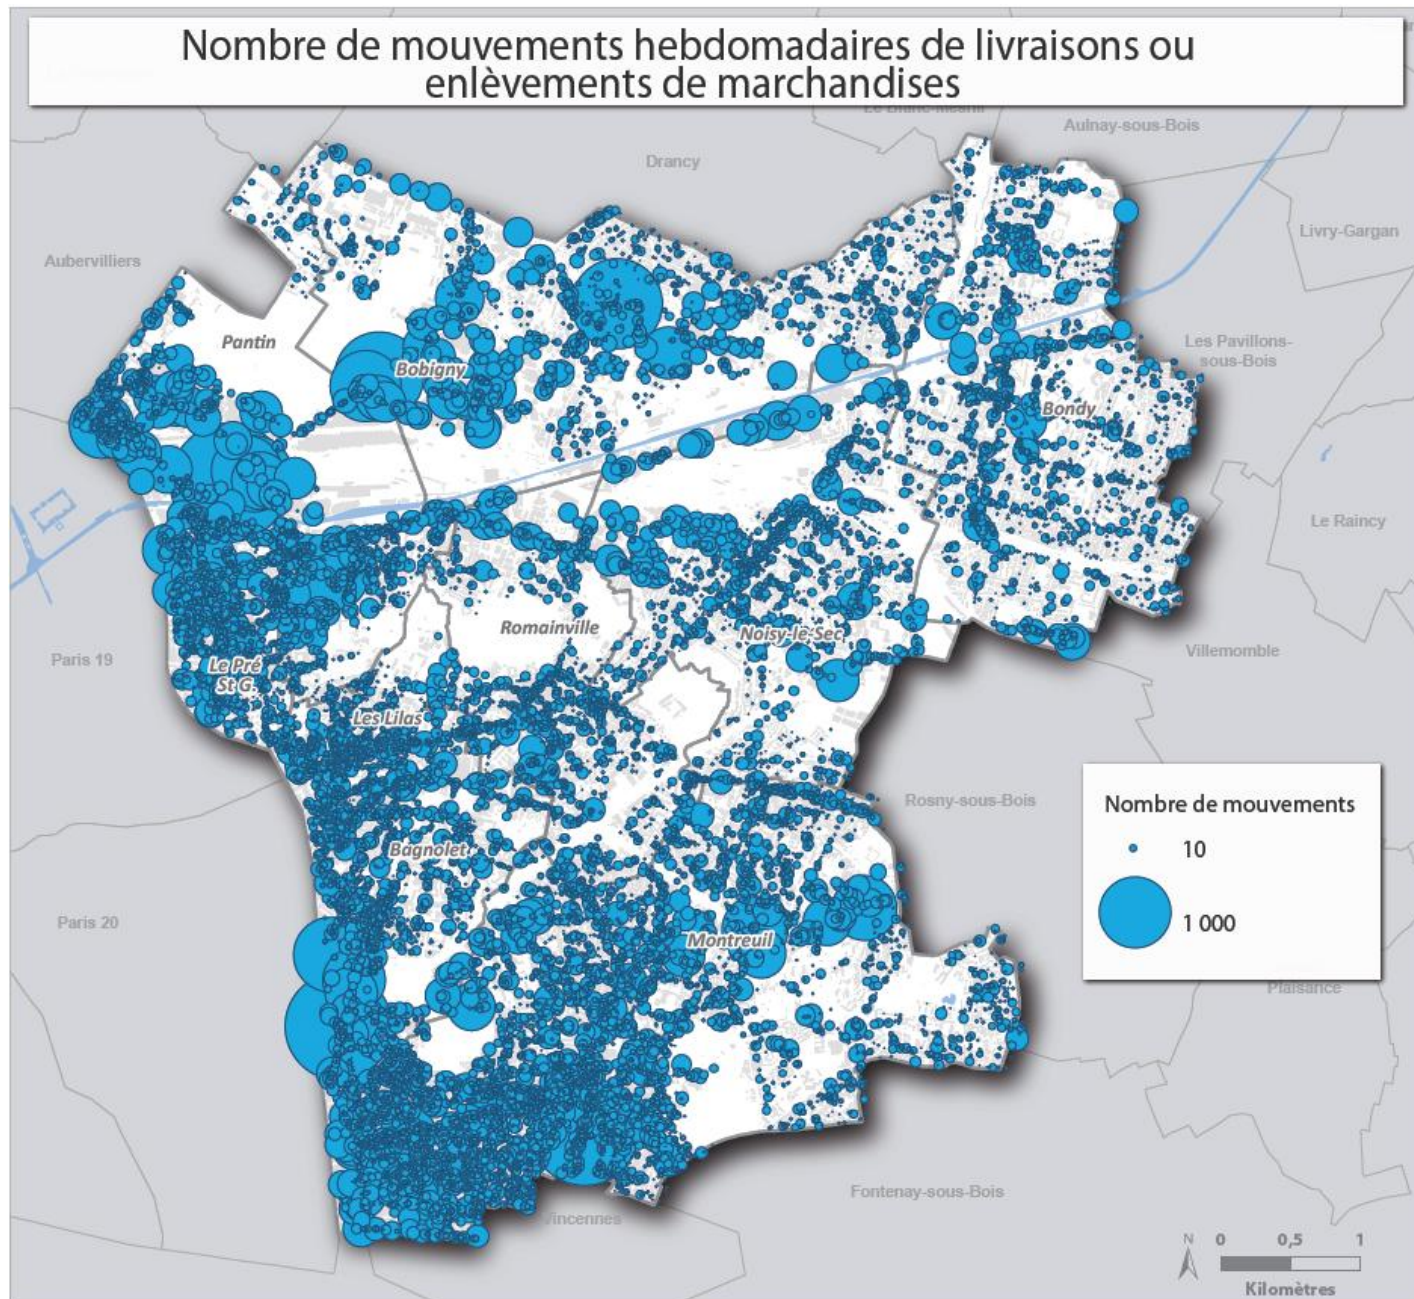 Nombre de mouvements hebdomadaires de livraisons ou
enlèvements de marchandises
Le Blanc-Mesnil
Aulnay-sous-Bois
Drancy
Livry-Gargan
Aubervilliers
Pantin
Les Pavillons-
sous-Bois
Bobigny
Bondy
Le Raincy
Romainville
Noisy-le-Sec
Villemomble
Paris 19
Le Pré
St G.
Les Lilas
Rosny-sous-Bois
Nombre de mouvements
10
1 000
Bagnolet
Paris 20
Montreuil
Plaisance
Fontenay-sous-Bois
Vincennes
N
0 0,5 1
Kilomètres